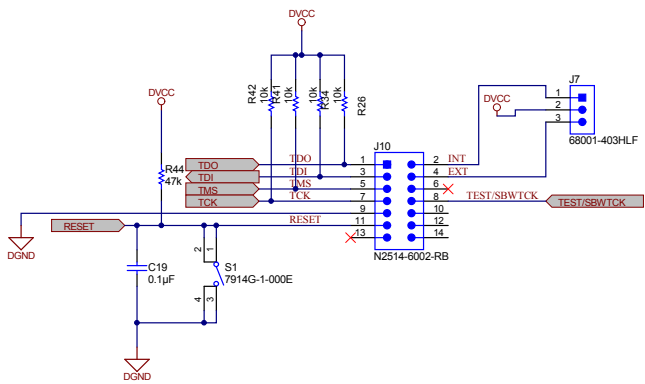 DVCC
R42
10k
R41
10k
R34
10k
R26
10k
DVCC
R44
47k
J7
1
2
3
DVCC
68001-403HLF
J10
TDO
TDI
TMS
TCK
TDO
TDI
TMS
TCK
RESET
1
3
5
7
9
11
13
2
4
6
8
10
12
14
INT
EXT
TEST/SBWTCK
TEST/SBWTCK
N2514-6002-RB
RESET
DGND
C19
0.1µF
2
1
4
3
S1
7914G-1-000E
DGND